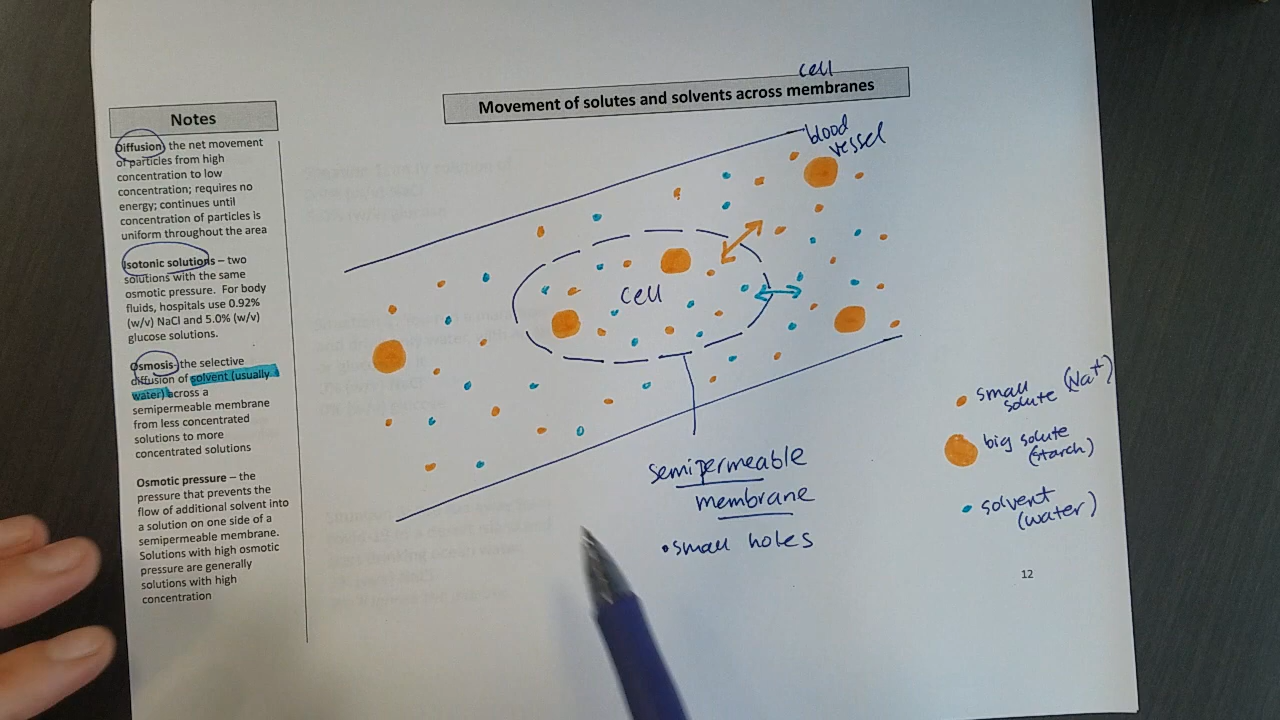 cell
Movement of solutes and solvents across membranes
Notes
Diffusion, the net movement
of particles from high
concentration to low
concentration; requires no
energy; continues until
concentration of particles is
uniform throughout the area
Isotonic solutions – two
solutions with the same
osmotic pressure. For body
fluids, hospitals use 0.92%
(w/v) NaCl and 5.0% (w/v)
glucose solutions.
Osmosis- the selective
diffusion of solvent (usually
water) across a
semipermeable membrane
from less concentrated
solutions to more
concentrated solutions
Osmotic pressure – the
pressure that prevents the
flow of additional solvent into
a solution on one side of a
semipermeable membrane.
Solutions with high osmotic
pressure are generally
solutions with high
concentration
blood
vessel
cell
semipermeable
membrane
• small holes
small
solute (Na+)
big solute
(starch)
solvent
(water)
12